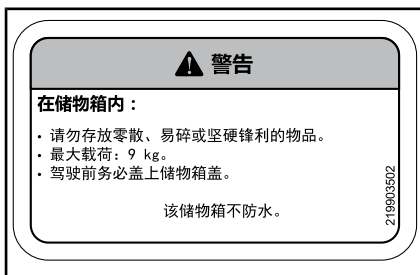 警告
在储物箱内：
· 请勿存放零散、易碎或坚硬锋利的物品。
· 最大载荷：9 kg。
· 驾驶前务必盖上储物箱盖。
该储物箱不防水。
219903502